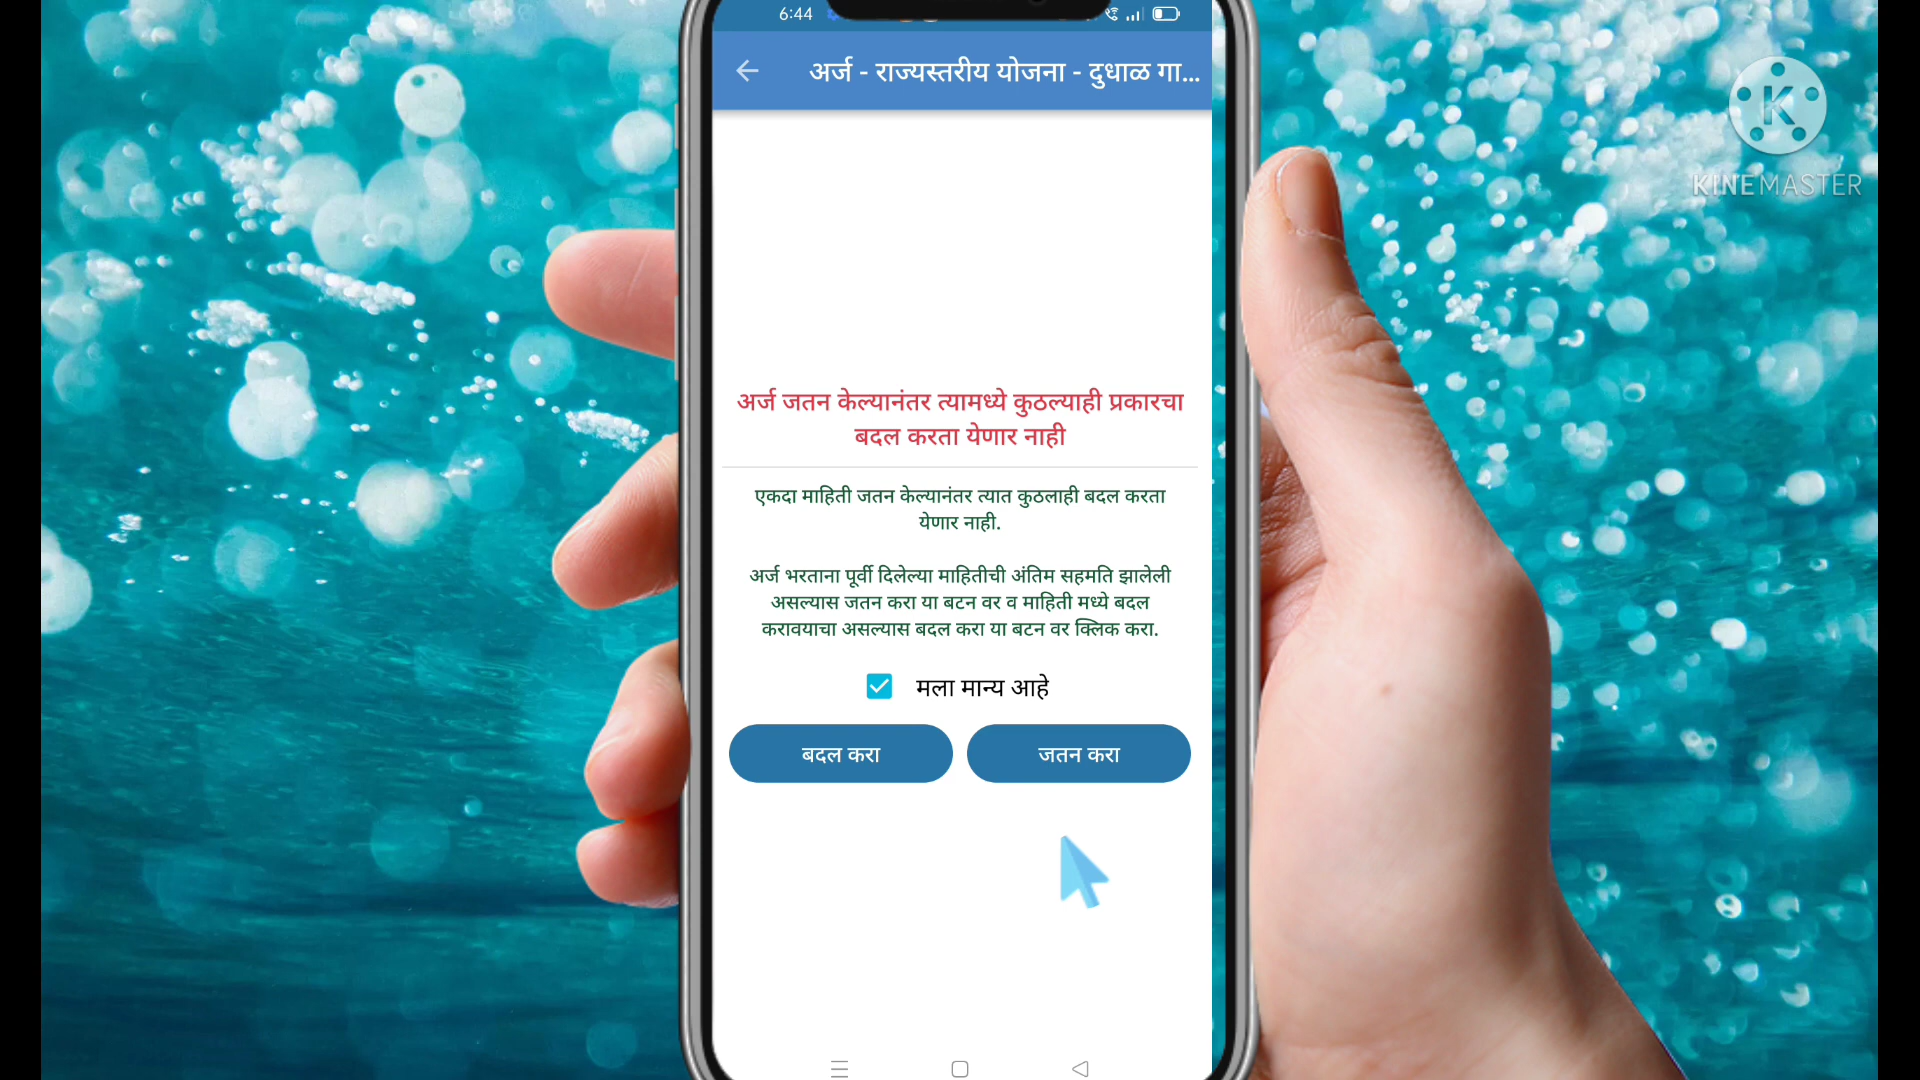 6:44
अर्ज - राज्यस्तरीय योजना - दुधाळ गा...
K
KINEMASTER
अर्ज जतन केल्यानंतर त्यामध्ये कुठल्याही प्रकारचा
बदल करता येणार नाही
एकदा माहिती जतन केल्यानंतर त्यात कुठलाही बदल करता
येणार नाही.
अर्ज भरताना पूर्वी दिलेल्या माहितीची अंतिम सहमति झालेली
असल्यास जतन करा या बटन वर व माहिती मध्ये बदल
करावयाचा असल्यास बदल करा या बटन वर क्लिक करा.
मला मान्य आहे
बदल करा
जतन करा